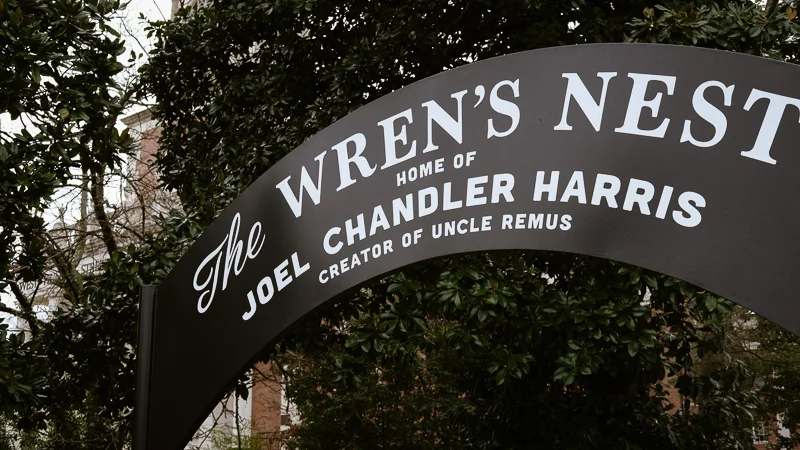 The WREN'S NEST
HOME OF
JOEL CHANDLER HARRIS
CREATOR OF UNCLE REMUS